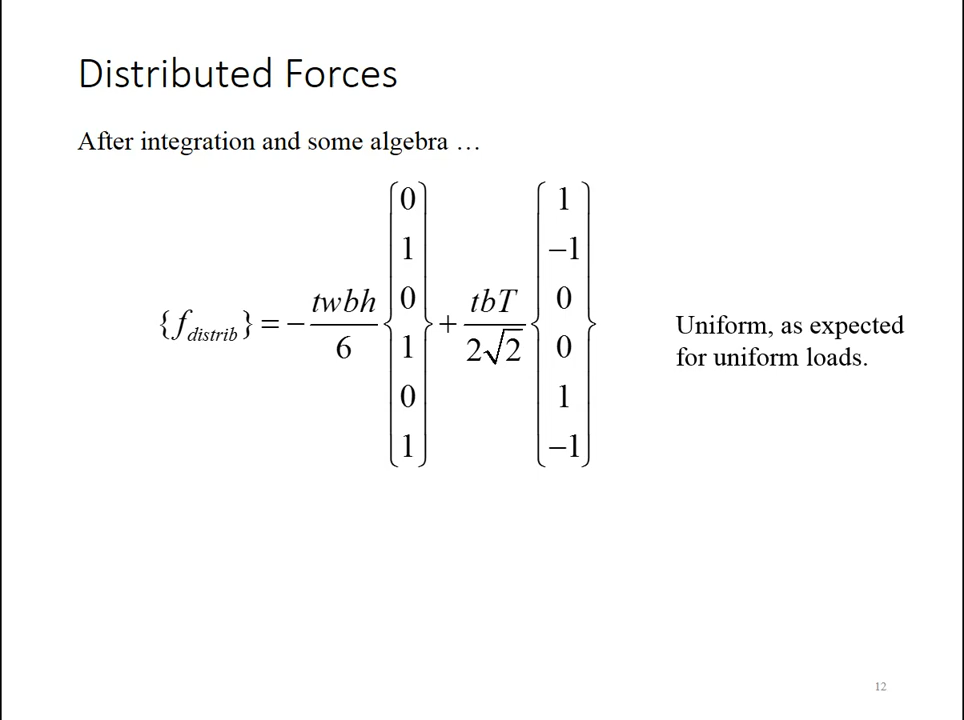 Distributed Forces
After integration and some algebra …
{f_distrib} = − twbh/6 {0 1 0 1 0 1} + tbT/2√2 {1 −1 0 0 1 −1}
Uniform, as expected
for uniform loads.
12